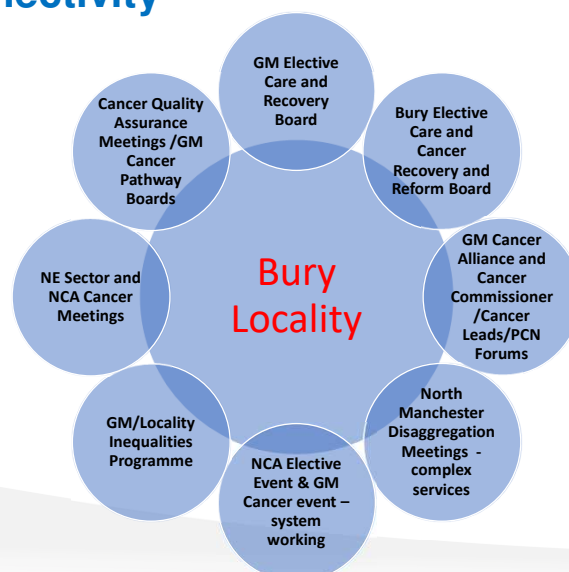 GM Elective
Care and
Recovery
Board
Bury Elective
Care and
Cancer
Recovery and
Reform Board
GM Cancer
Alliance and
Cancer
Commissioner
/Cancer
Leads/PCN
Forums
North
Manchester
Disaggregation
Meetings -
complex
services
NCA Elective
Event & GM
Cancer event –
system
working
GM/Locality
Inequalities
Programme
NE Sector and
NCA Cancer
Meetings
Cancer Quality
Assurance
Meetings /GM
Cancer
Pathway
Boards
Bury
Locality